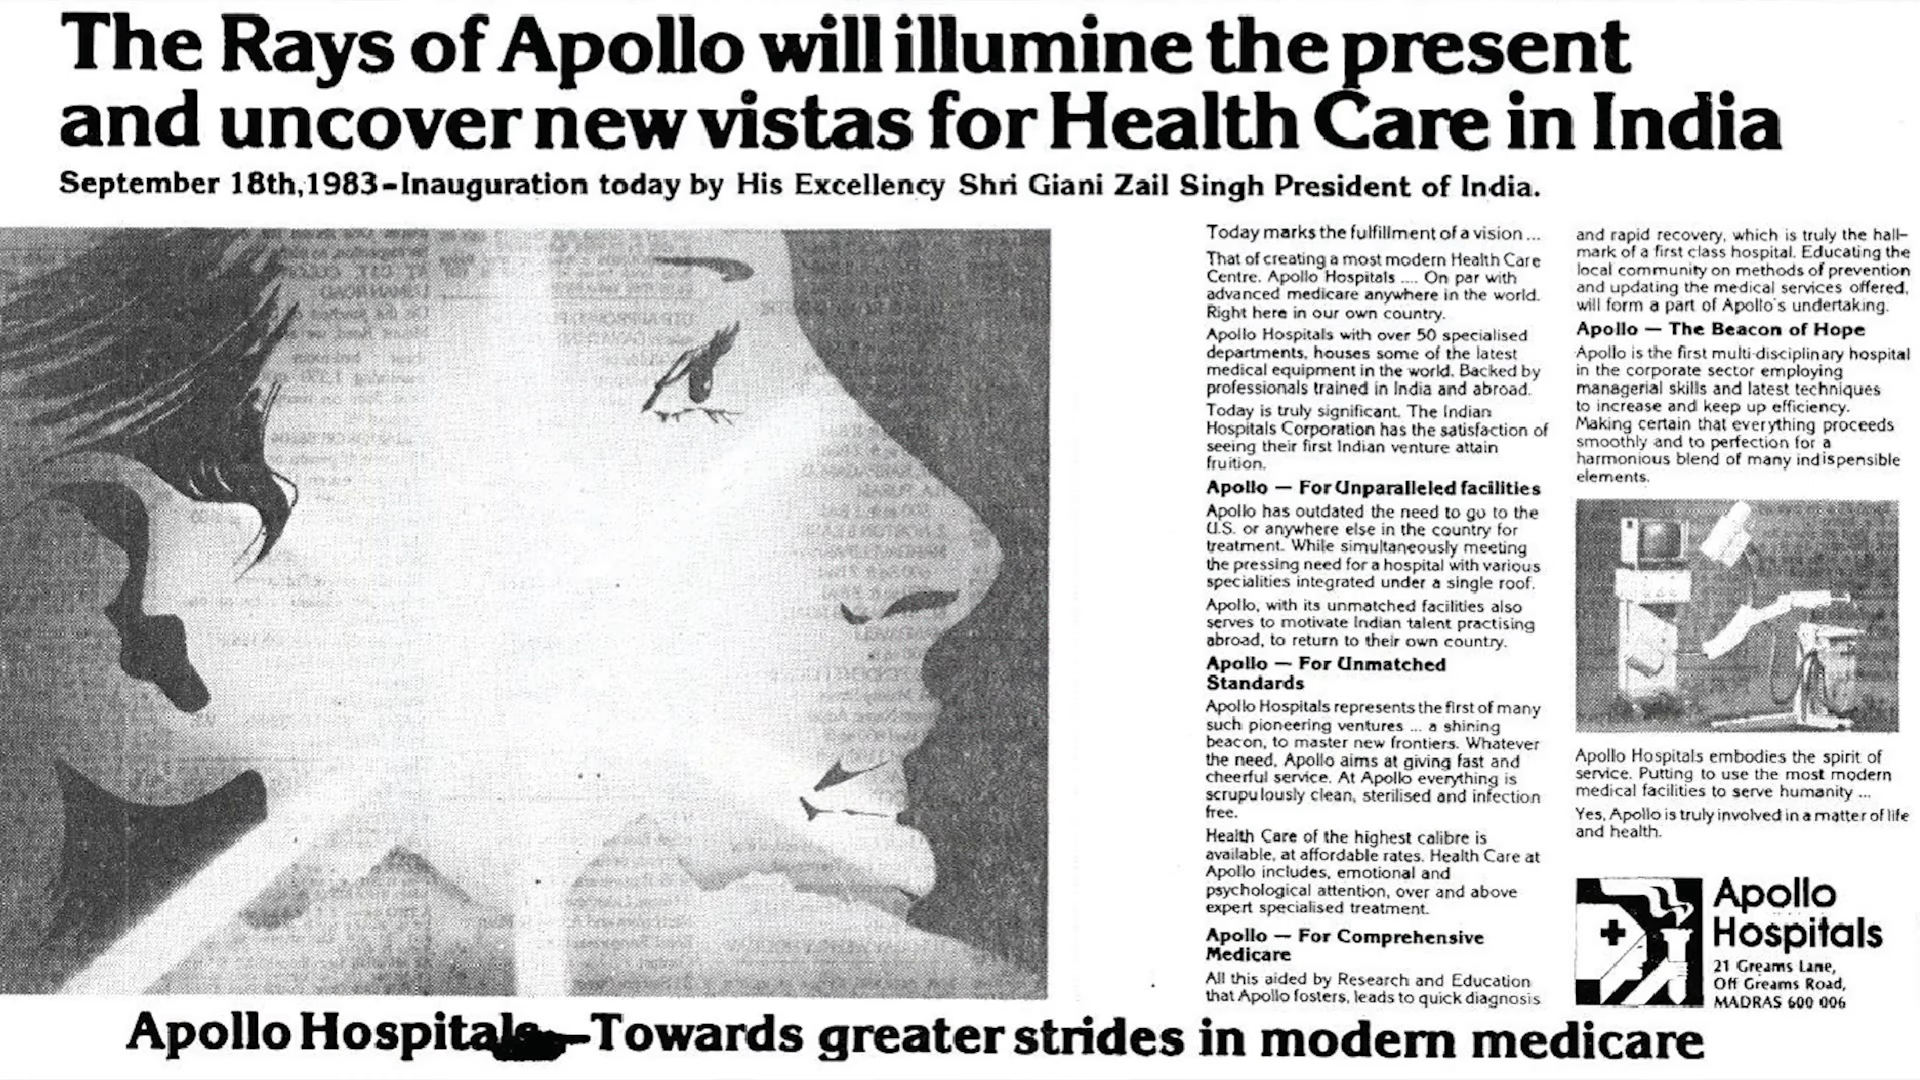 The Rays of Apollo will illumine the present
and uncover new vistas for Health Care in India
September 18th, 1983-Inauguration today by His Excellency Shri Giani Zail Singh President of India.
Today marks the fulfillment of a vision ...
That of creating a most modern Health Care
Centre. Apollo Hospitals .... On par with
advanced medicare anywhere in the world.
Right here in our own country.
Apollo Hospitals with over 50 specialised
departments, houses some of the latest
medical equipment in the world. Backed by
professionals trained in India and abroad.
Today is truly significant. The Indian
Hospitals Corporation has the satisfaction of
seeing their first Indian venture attain
fruition.
Apollo — For Unparalleled facilities
Apollo has outdated the need to go to the
U.S. or anywhere else in the country for
treatment. While simultaneously meeting
the pressing need for a hospital with various
specialities integrated under a single roof.
Apollo, with its unmatched facilities also
serves to motivate Indian talent practising
abroad, to return to their own country.
Apollo — For Unmatched
Standards
Apollo Hospitals represents the first of many
such pioneering ventures ... a shining
beacon, to master new frontiers. Whatever
the need, Apollo aims at giving fast and
cheerful service. At Apollo everything is
scrupulously clean, sterilised and infection
free.
Health Care of the highest calibre is
available, at affordable rates. Health Care at
Apollo includes, emotional and
psychological attention, over and above
expert specialised treatment.
Apollo — For Comprehensive
Medicare
All this aided by Research and Education
that Apollo fosters, leads to quick diagnosis
and rapid recovery, which is truly the hall-
mark of a first class hospital. Educating the
local community on methods of prevention
and updating the medical services offered,
will form a part of Apollo's undertaking.
Apollo — The Beacon of Hope
Apollo is the first multi-disciplinary hospital
in the corporate sector employing
managerial skills and latest techniques
to increase and keep up efficiency.
Making certain that everything proceeds
smoothly and to perfection for a
harmonious blend of many indispensible
elements.
Apollo Hospitals embodies the spirit of
service. Putting to use the most modern
medical facilities to serve humanity ...
Yes, Apollo is truly involved in a matter of life
and health.
Apollo
Hospitals
21 Greams Lane,
Off Greams Road,
MADRAS 600 006
Apollo Hospitals—Towards greater strides in modern medicare